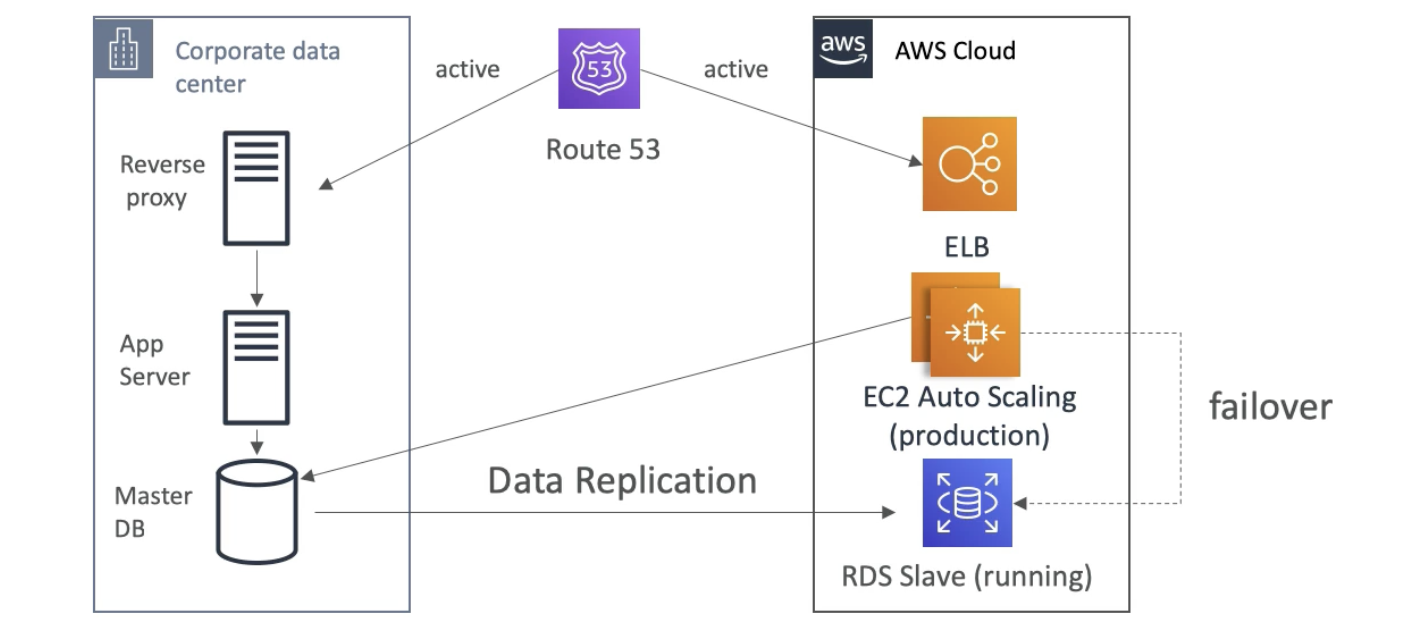 Corporate data
center
active
53
active
aws
AWS Cloud
Route 53
Reverse
proxy
ELB
App
Server
EC2 Auto Scaling
(production)
failover
Data Replication
Master
DB
RDS Slave (running)